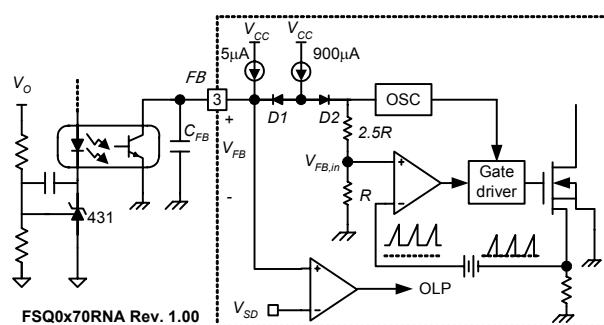 VCC VCC
5μA 900μA
VO
FB 3
OSC
D1 D2
CFB
+
VFB
-
2.5R
VFB,in
R
+
-
Gate
driver
431
+
-
VSD
OLP
FSQ0x70RNA Rev. 1.00